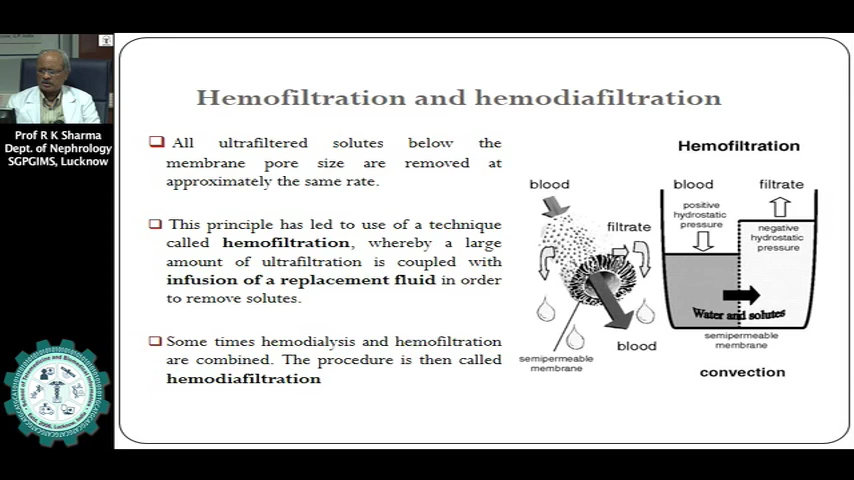 Prof R K Sharma
Dept. of Nephrology
SGPGIMS, Lucknow
Hemofiltration and hemodiafiltration
All ultrafiltered solutes below the
membrane pore size are removed at
approximately the same rate.
This principle has led to use of a technique
called hemofiltration, whereby a large
amount of ultrafiltration is coupled with
infusion of a replacement fluid in order
to remove solutes.
Some times hemodialysis and hemofiltration
are combined. The procedure is then called
hemodiafiltration
blood
filtrate
blood
semipermeable
membrane
Hemofiltration
blood
filtrate
positive
hydrostatic
pressure
negative
hydrostatic
pressure
Water and solutes
semipermeable
membrane
convection